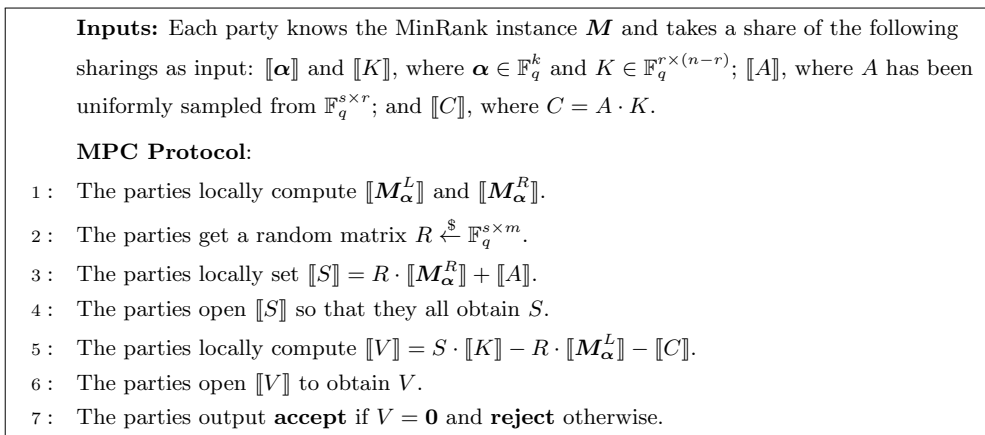 Inputs: Each party knows the MinRank instance M and takes a share of the following
sharings as input: ⟦α⟧ and ⟦K⟧, where α ∈ 𝔽_q^k and K ∈ 𝔽_q^{r×(n−r)}; ⟦A⟧, where A has been
uniformly sampled from 𝔽_q^{s×r}; and ⟦C⟧, where C = A · K.
MPC Protocol:
1 : The parties locally compute ⟦M_α^L⟧ and ⟦M_α^R⟧.
2 : The parties get a random matrix R ←$ 𝔽_q^{s×m}.
3 : The parties locally set ⟦S⟧ = R · ⟦M_α^R⟧ + ⟦A⟧.
4 : The parties open ⟦S⟧ so that they all obtain S.
5 : The parties locally compute ⟦V⟧ = S · ⟦K⟧ − R · ⟦M_α^L⟧ − ⟦C⟧.
6 : The parties open ⟦V⟧ to obtain V.
7 : The parties output accept if V = 0 and reject otherwise.